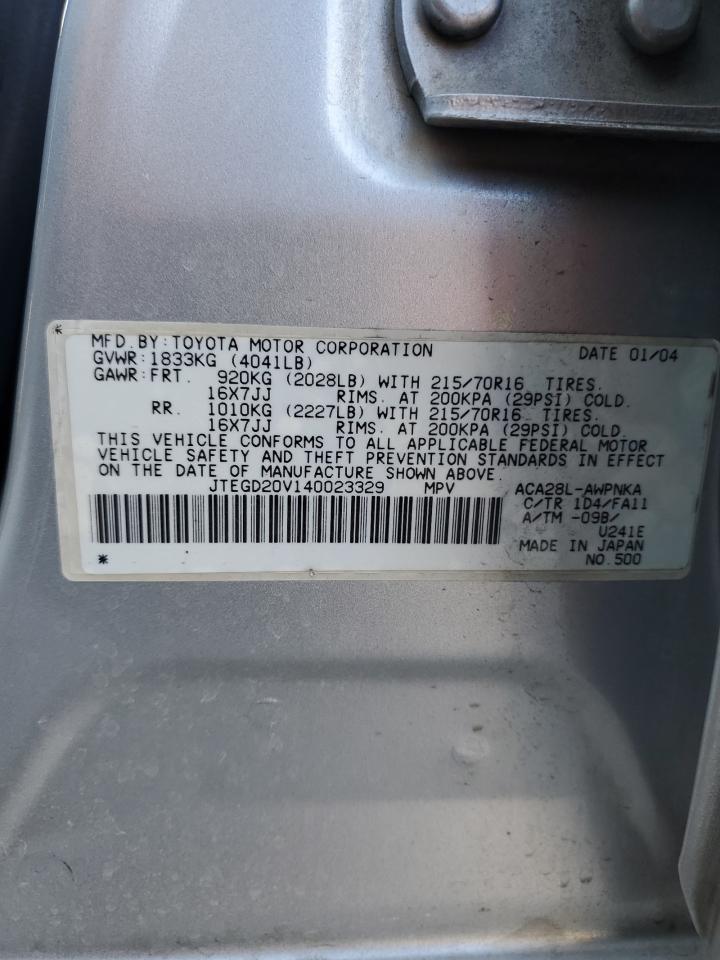 MFD.BY:TOYOTA MOTOR CORPORATION DATE 01/04
GVWR:1833KG (4041LB)
GAWR:FRT. 920KG (2028LB) WITH 215/70R16 TIRES.
16X7JJ RIMS. AT 200KPA (29PSI) COLD.
RR. 1010KG (2227LB) WITH 215/70R16 TIRES.
16X7JJ RIMS. AT 200KPA (29PSI) COLD.
THIS VEHICLE CONFORMS TO ALL APPLICABLE FEDERAL MOTOR
VEHICLE SAFETY AND THEFT PREVENTION STANDARDS IN EFFECT
ON THE DATE OF MANUFACTURE SHOWN ABOVE.
JTEGD20V140023329 MPV ACA28L-AWPNKA
C/TR 1D4/FA11
A/TM -09B/
U241E
MADE IN JAPAN
NO.500